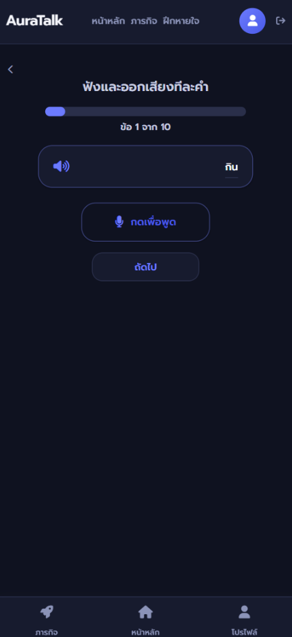 AuraTalk หน้าหลัก ภารกิจ ฝึกหายใจ
ฟังและออกเสียงทีละคำ
ข้อ 1 จาก 10
กิน
กดเพื่อพูด
ถัดไป
ภารกิจ หน้าหลัก โปรไฟล์